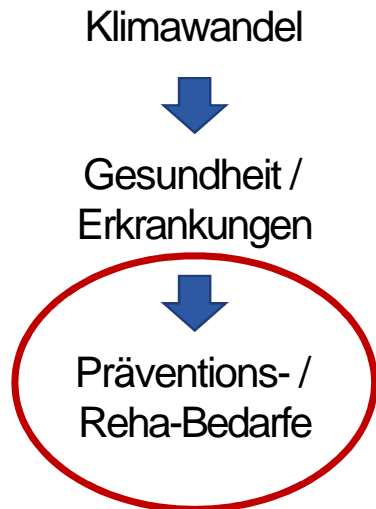 Klimawandel
Gesundheit /
Erkrankungen
Präventions- /
Reha-Bedarfe